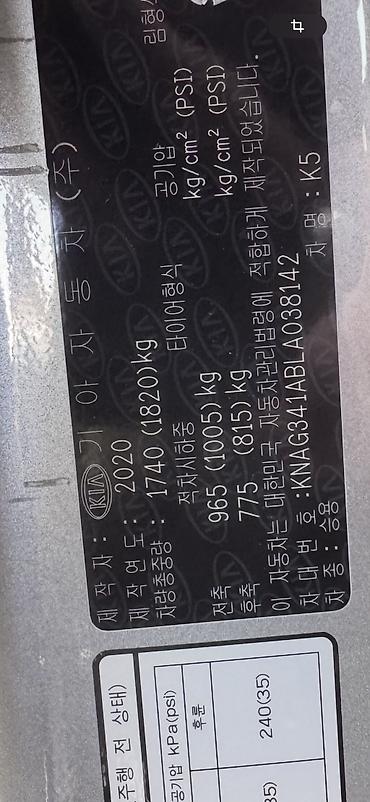 제 작 자 : KIA 기 아 자 동 차 (주)
제 작 연 도 : 2020
차량총중량 : 1740 (1820)kg
적차시하중 타이어형식 공기압 림형식
전축 965 (1005) kg kg/cm² (PSI)
후축 775 (815) kg kg/cm² (PSI)
이 자동차는 대한민국 자동차관리법령에 적합하게 제작되었습니다.
차 대 번 호 :KNAG341ABLA038142
차 종 : 승용 차 명 : K5
주행 전 상태)
공기압 kPa(psi)
후륜
240(35)